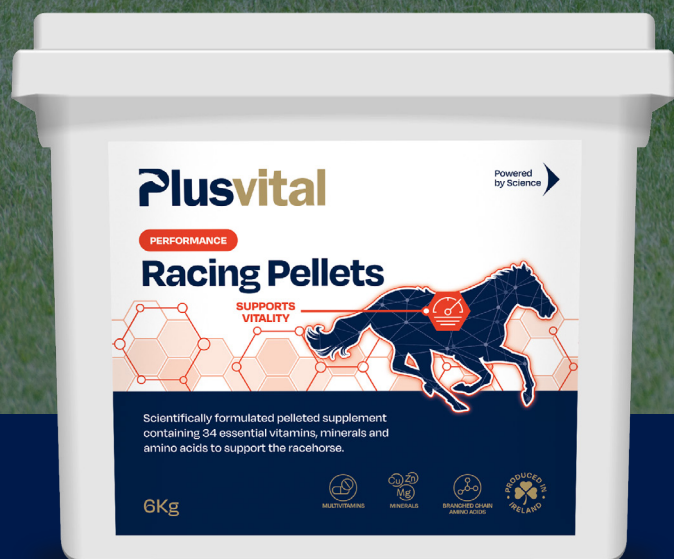 Plusvital
Powered
by Science
PERFORMANCE
Racing Pellets
SUPPORTS
VITALITY
Scientifically formulated pelleted supplement
containing 34 essential vitamins, minerals and
amino acids to support the racehorse.
6Kg
MULTIVITAMINS
Cu Zn
Mg
MINERALS
BRANCHED CHAIN
AMINO ACIDS
PRODUCED IN
IRELAND